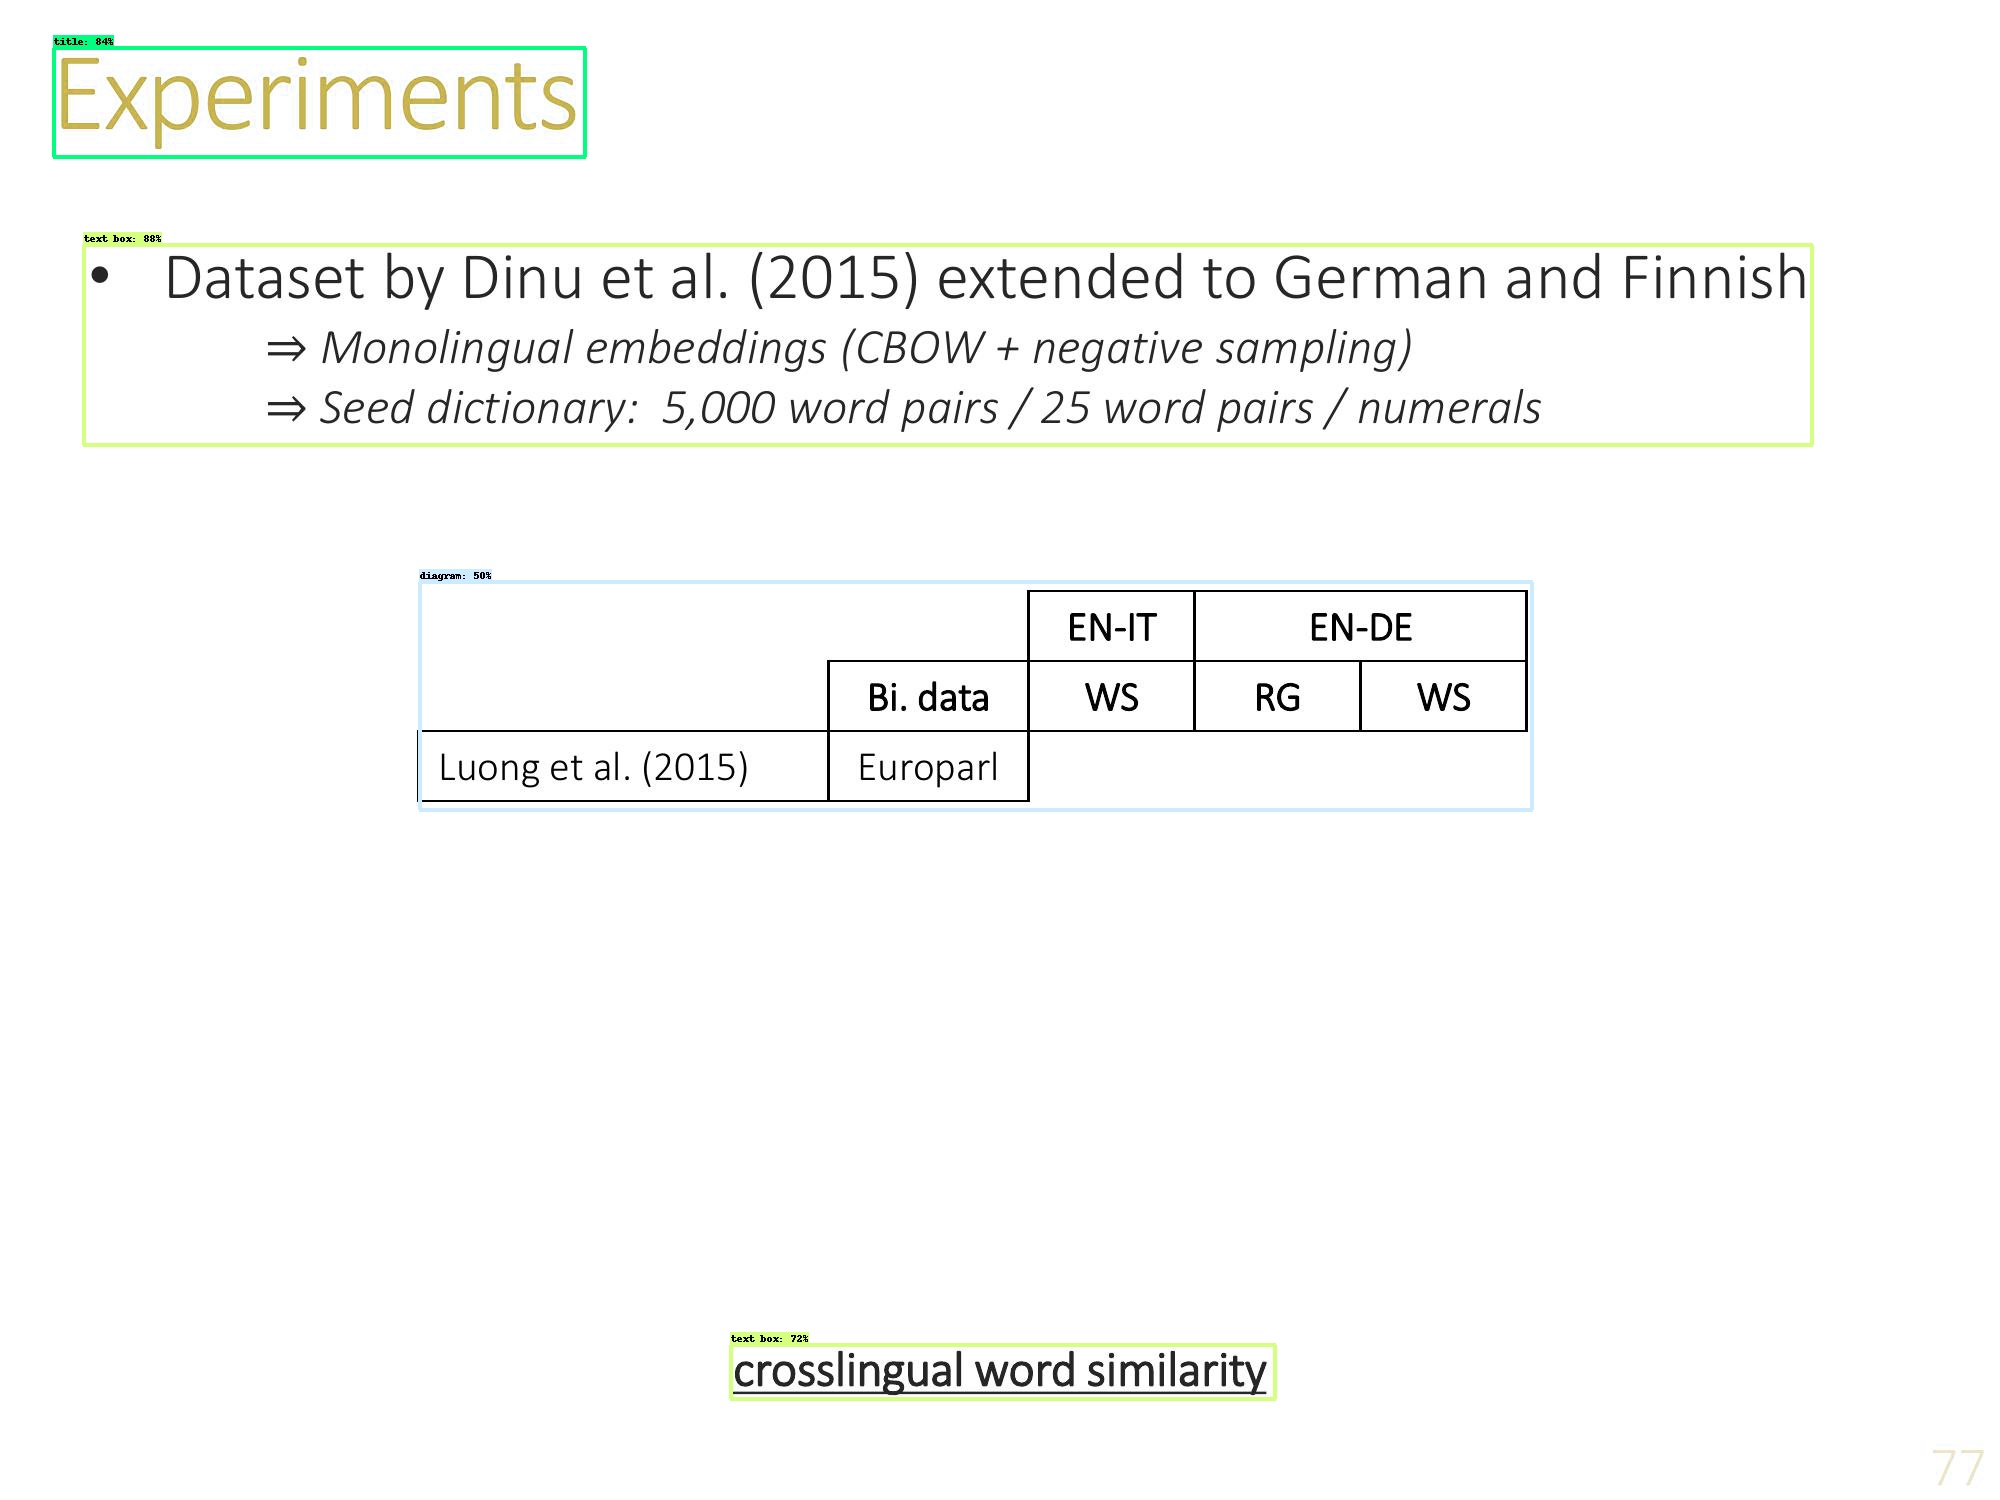 title: 84%
Experiments
text box: 88%
• Dataset by Dinu et al. (2015) extended to German and Finnish
⇒ Monolingual embeddings (CBOW + negative sampling)
⇒ Seed dictionary: 5,000 word pairs / 25 word pairs / numerals
diagram: 50%
EN-IT EN-DE
Bi. data WS RG WS
Luong et al. (2015) Europarl
text box: 72%
crosslingual word similarity
77